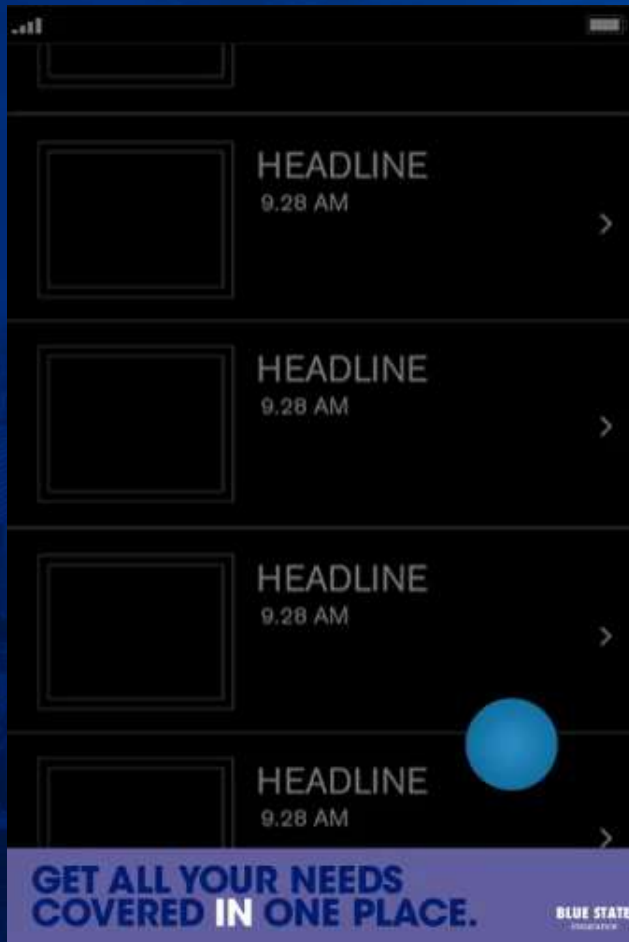 HEADLINE
9.28 AM
HEADLINE
9.28 AM
HEADLINE
9.28 AM
HEADLINE
9.28 AM
GET ALL YOUR NEEDS
COVERED IN ONE PLACE.
BLUE STATE
insurance